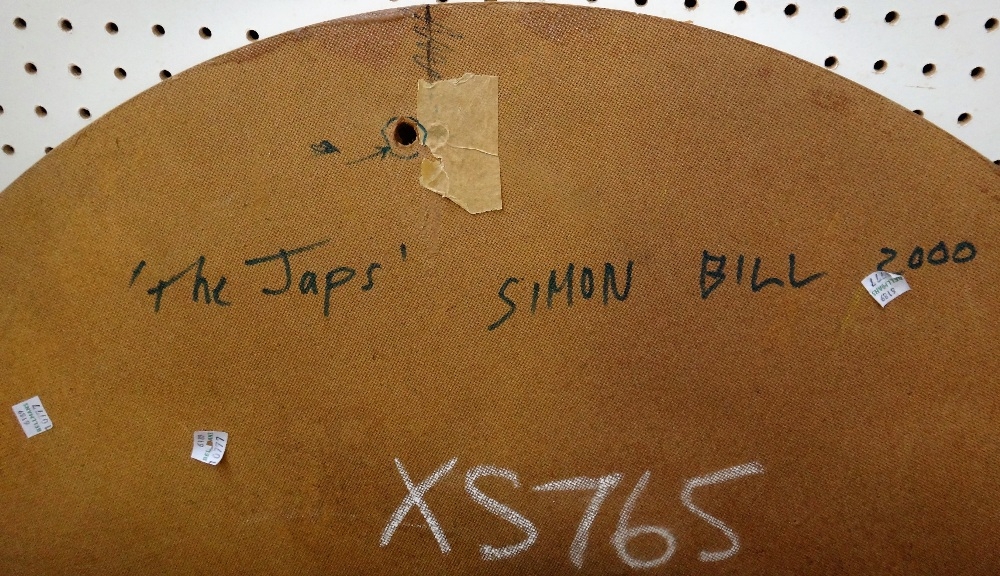 'The Japs' SIMON BILL 2000
XS765